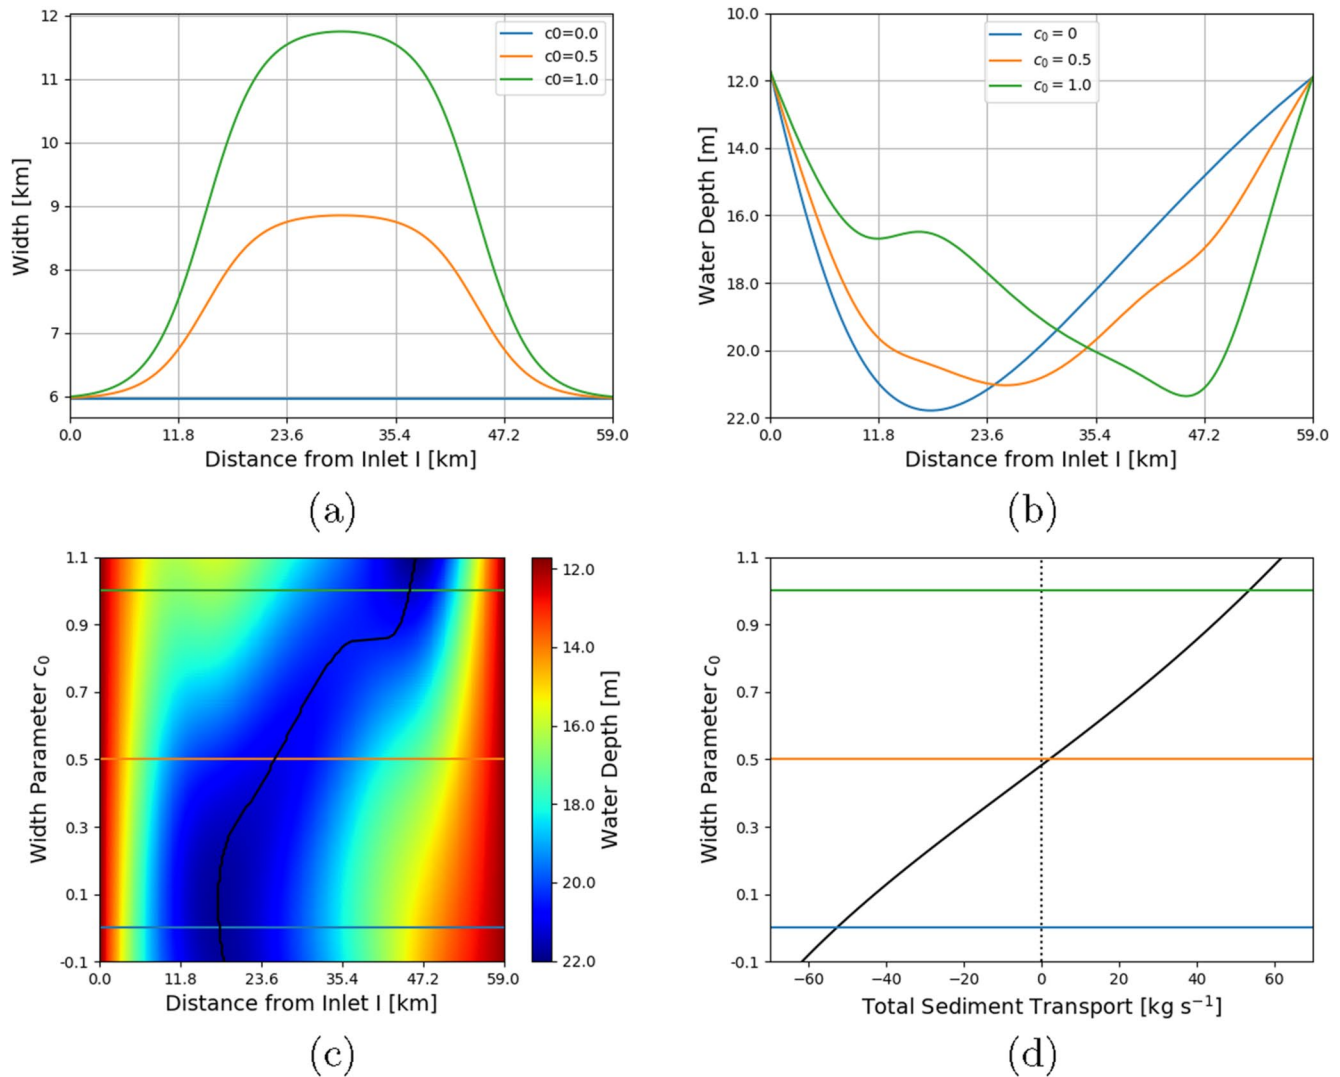 12
11
10
9
8
7
6
Width [km]
c0=0.0
c0=0.5
c0=1.0
0.0 11.8 23.6 35.4 47.2 59.0
Distance from Inlet I [km]
(a)
10.0
12.0
14.0
16.0
18.0
20.0
22.0
Water Depth [m]
c₀ = 0
c₀ = 0.5
c₀ = 1.0
0.0 11.8 23.6 35.4 47.2 59.0
Distance from Inlet I [km]
(b)
1.1
0.9
0.7
0.5
0.3
0.1
-0.1
Width Parameter c₀
0.0 11.8 23.6 35.4 47.2 59.0
Distance from Inlet I [km]
12.0
14.0
16.0
18.0
20.0
22.0
Water Depth [m]
(c)
1.1
0.9
0.7
0.5
0.3
0.1
-0.1
Width Parameter c₀
−60 −40 −20 0 20 40 60
Total Sediment Transport [kg s⁻¹]
(d)